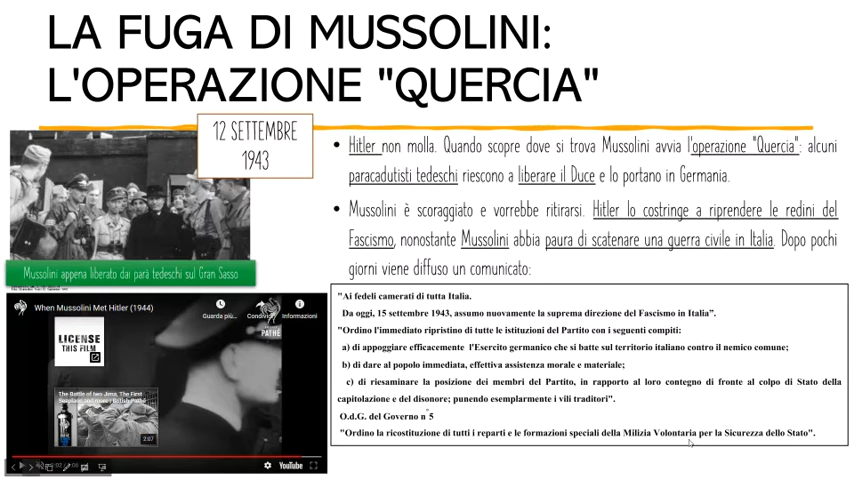 LA FUGA DI MUSSOLINI:
L'OPERAZIONE "QUERCIA"
12 SETTEMBRE
1943
Mussolini appena liberato dai parà tedeschi sul Gran Sasso
• Hitler non molla. Quando scopre dove si trova Mussolini avvia l'operazione "Quercia": alcuni
paracadutisti tedeschi riescono a liberare il Duce e lo portano in Germania.
• Mussolini è scoraggiato e vorrebbe ritirarsi. Hitler lo costringe a riprendere le redini del
Fascismo, nonostante Mussolini abbia paura di scatenare una guerra civile in Italia. Dopo pochi
giorni viene diffuso un comunicato:
"Ai fedeli camerati di tutta Italia.
Da oggi, 15 settembre 1943, assumo nuovamente la suprema direzione del Fascismo in Italia".
"Ordino l'immediato ripristino di tutte le istituzioni del Partito con i seguenti compiti:
a) di appoggiare efficacemente l'Esercito germanico che si batte sul territorio italiano contro il nemico comune;
b) di dare al popolo immediata, effettiva assistenza morale e materiale;
c) di riesaminare la posizione dei membri del Partito, in rapporto al loro contegno di fronte al colpo di Stato della
capitolazione e del disonore; punendo esemplarmente i vili traditori".
O.d.G. del Governo n°5
"Ordino la ricostituzione di tutti i reparti e le formazioni speciali della Milizia Volontaria per la Sicurezza dello Stato".
When Mussolini Met Hitler (1944)
Guarda più...
Condividi
Informazioni
PATHÉ
LICENSE
THIS FILM
The Battle of two Jima, The First
2:07
YouTube